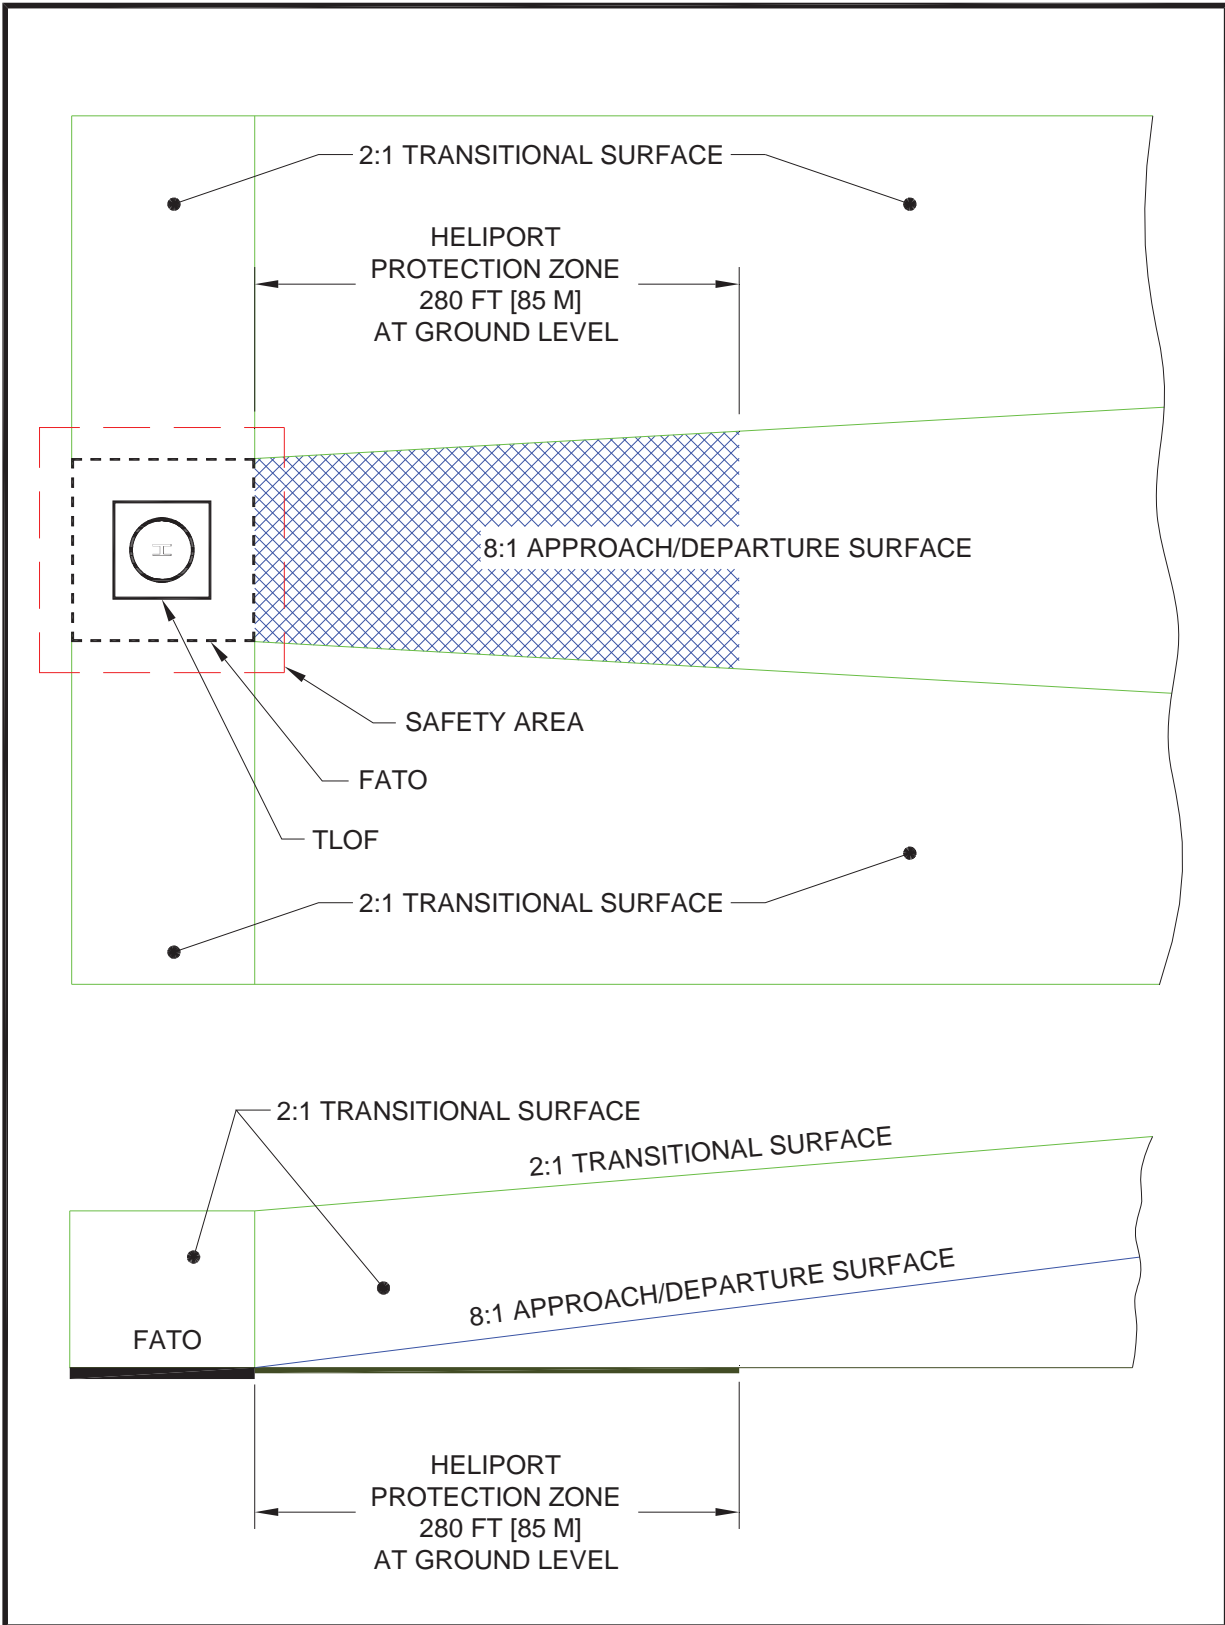 2:1 TRANSITIONAL SURFACE
HELIPORT
PROTECTION ZONE
280 FT [85 M]
AT GROUND LEVEL
H
8:1 APPROACH/DEPARTURE SURFACE
SAFETY AREA
FATO
TLOF
2:1 TRANSITIONAL SURFACE
2:1 TRANSITIONAL SURFACE
2:1 TRANSITIONAL SURFACE
8:1 APPROACH/DEPARTURE SURFACE
FATO
HELIPORT
PROTECTION ZONE
280 FT [85 M]
AT GROUND LEVEL